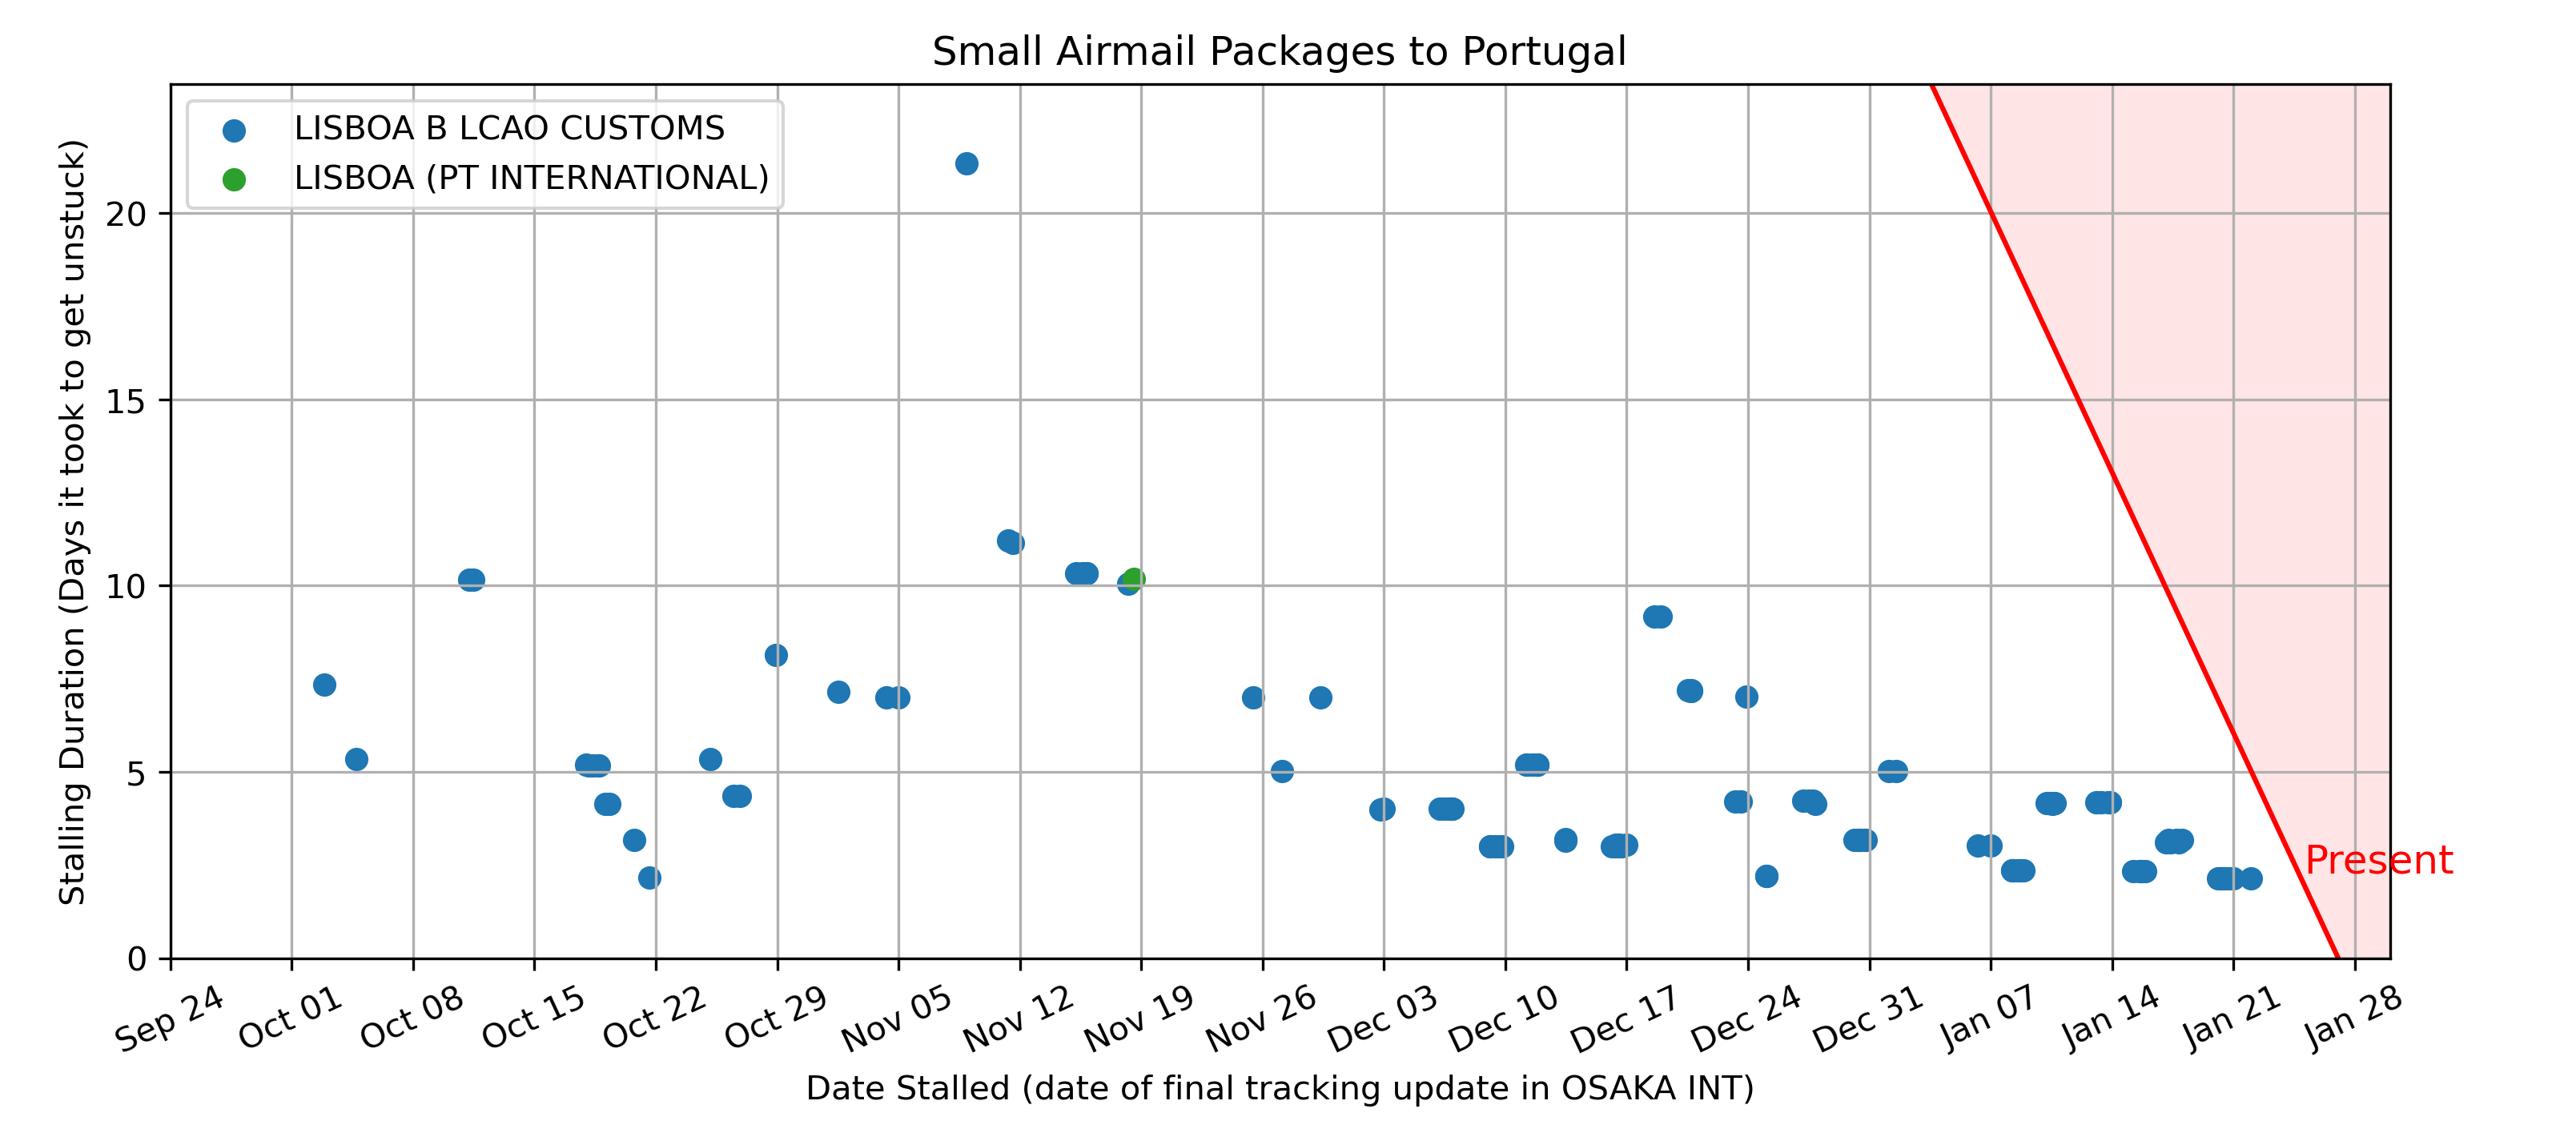 Small Airmail Packages to Portugal
LISBOA B LCAO CUSTOMS
LISBOA (PT INTERNATIONAL)
Stalling Duration (Days it took to get unstuck)
20
15
10
5
0
Present
Sep 24
Oct 01
Oct 08
Oct 15
Oct 22
Oct 29
Nov 05
Nov 12
Nov 19
Nov 26
Dec 03
Dec 10
Dec 17
Dec 24
Dec 31
Jan 07
Jan 14
Jan 21
Jan 28
Date Stalled (date of final tracking update in OSAKA INT)